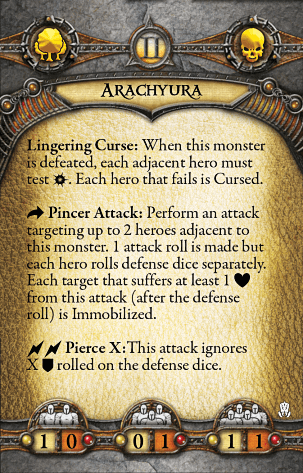 II
ARACHYURA
Lingering Curse: When this monster
is defeated, each adjacent hero must
test . Each hero that fails is Cursed.
Pincer Attack: Perform an attack
targeting up to 2 heroes adjacent to
this monster. 1 attack roll is made but
each hero rolls defense dice separately.
Each target that suffers at least 1
from this attack (after the defense
roll) is Immobilized.
Pierce X:This attack ignores
X rolled on the defense dice.
1 0 0 1 1 1